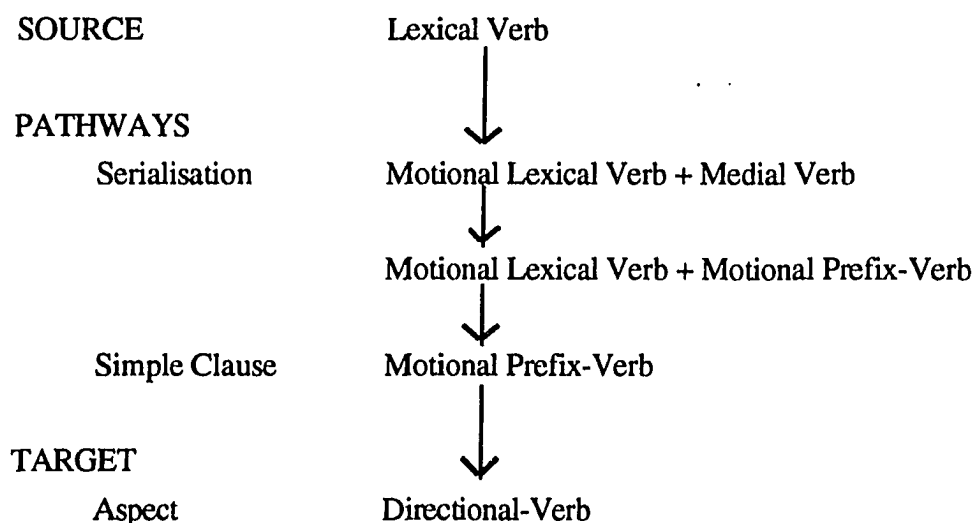 SOURCE Lexical Verb
PATHWAYS
Serialisation Motional Lexical Verb + Medial Verb
Motional Lexical Verb + Motional Prefix-Verb
Simple Clause Motional Prefix-Verb
TARGET
Aspect Directional-Verb